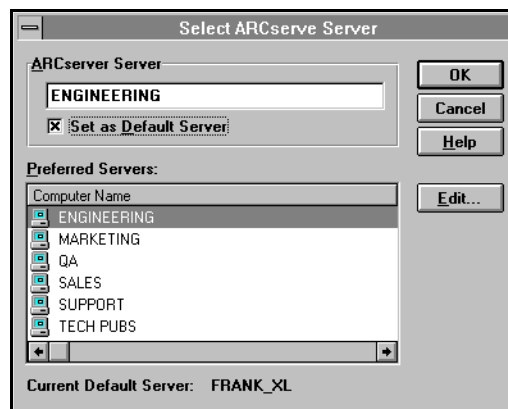 Select ARCserve Server
ARCserver Server
ENGINEERING
Set as Default Server
OK
Cancel
Help
Preferred Servers:
Edit...
Computer Name
ENGINEERING
MARKETING
QA
SALES
SUPPORT
TECH PUBS
Current Default Server: FRANK_XL